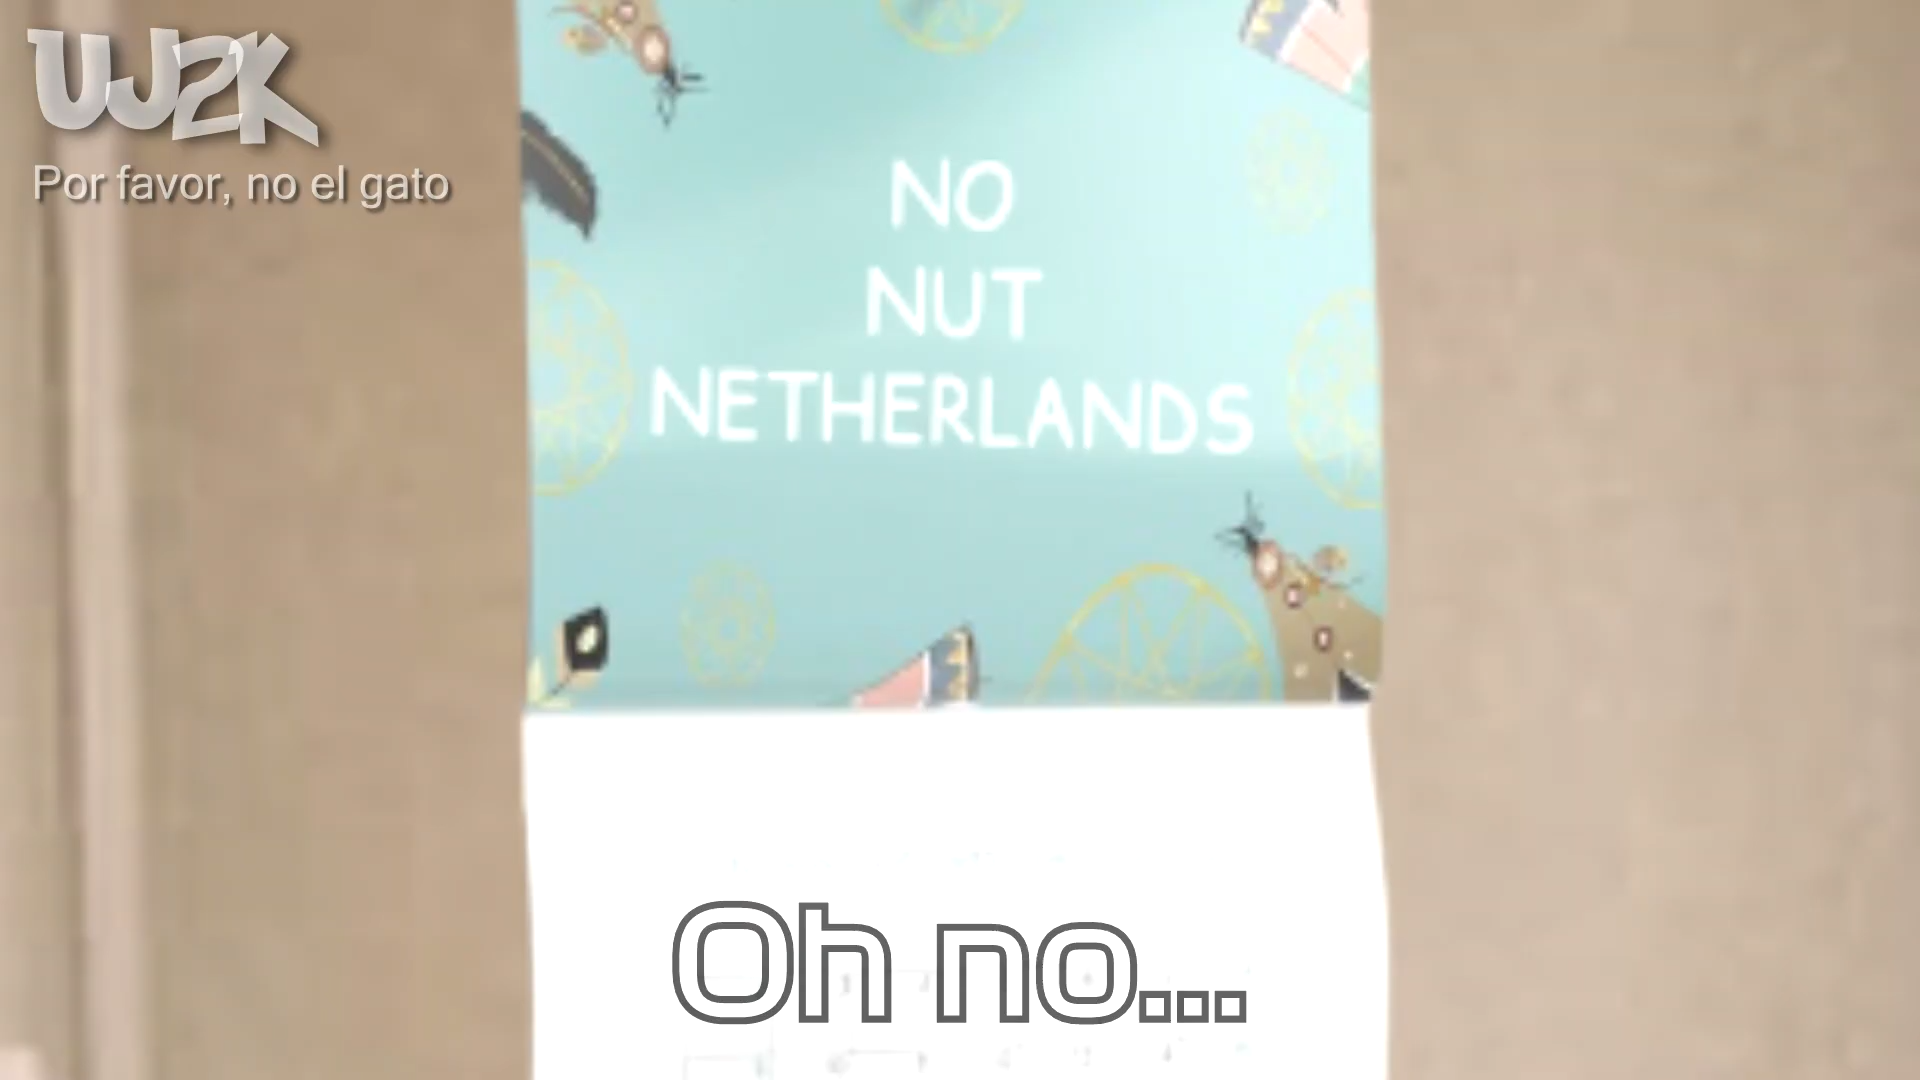 UJ2K
Por favor, no el gato
NO
NUT
NETHERLANDS
Oh no...